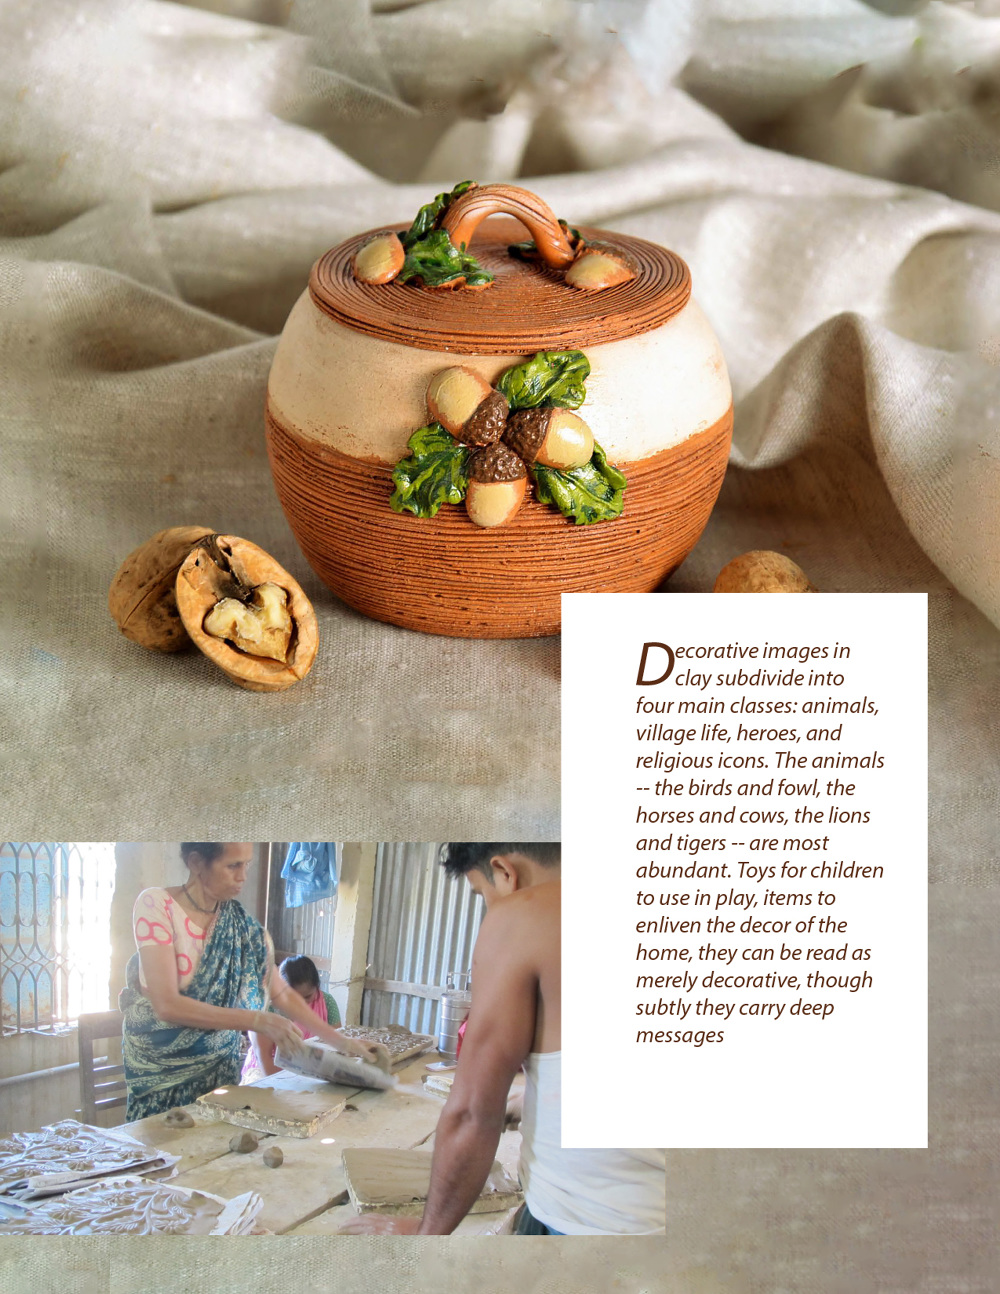 Decorative images in
clay subdivide into
four main classes: animals,
village life, heroes, and
religious icons. The animals
-- the birds and fowl, the
horses and cows, the lions
and tigers -- are most
abundant. Toys for children
to use in play, items to
enliven the decor of the
home, they can be read as
merely decorative, though
subtly they carry deep
messages